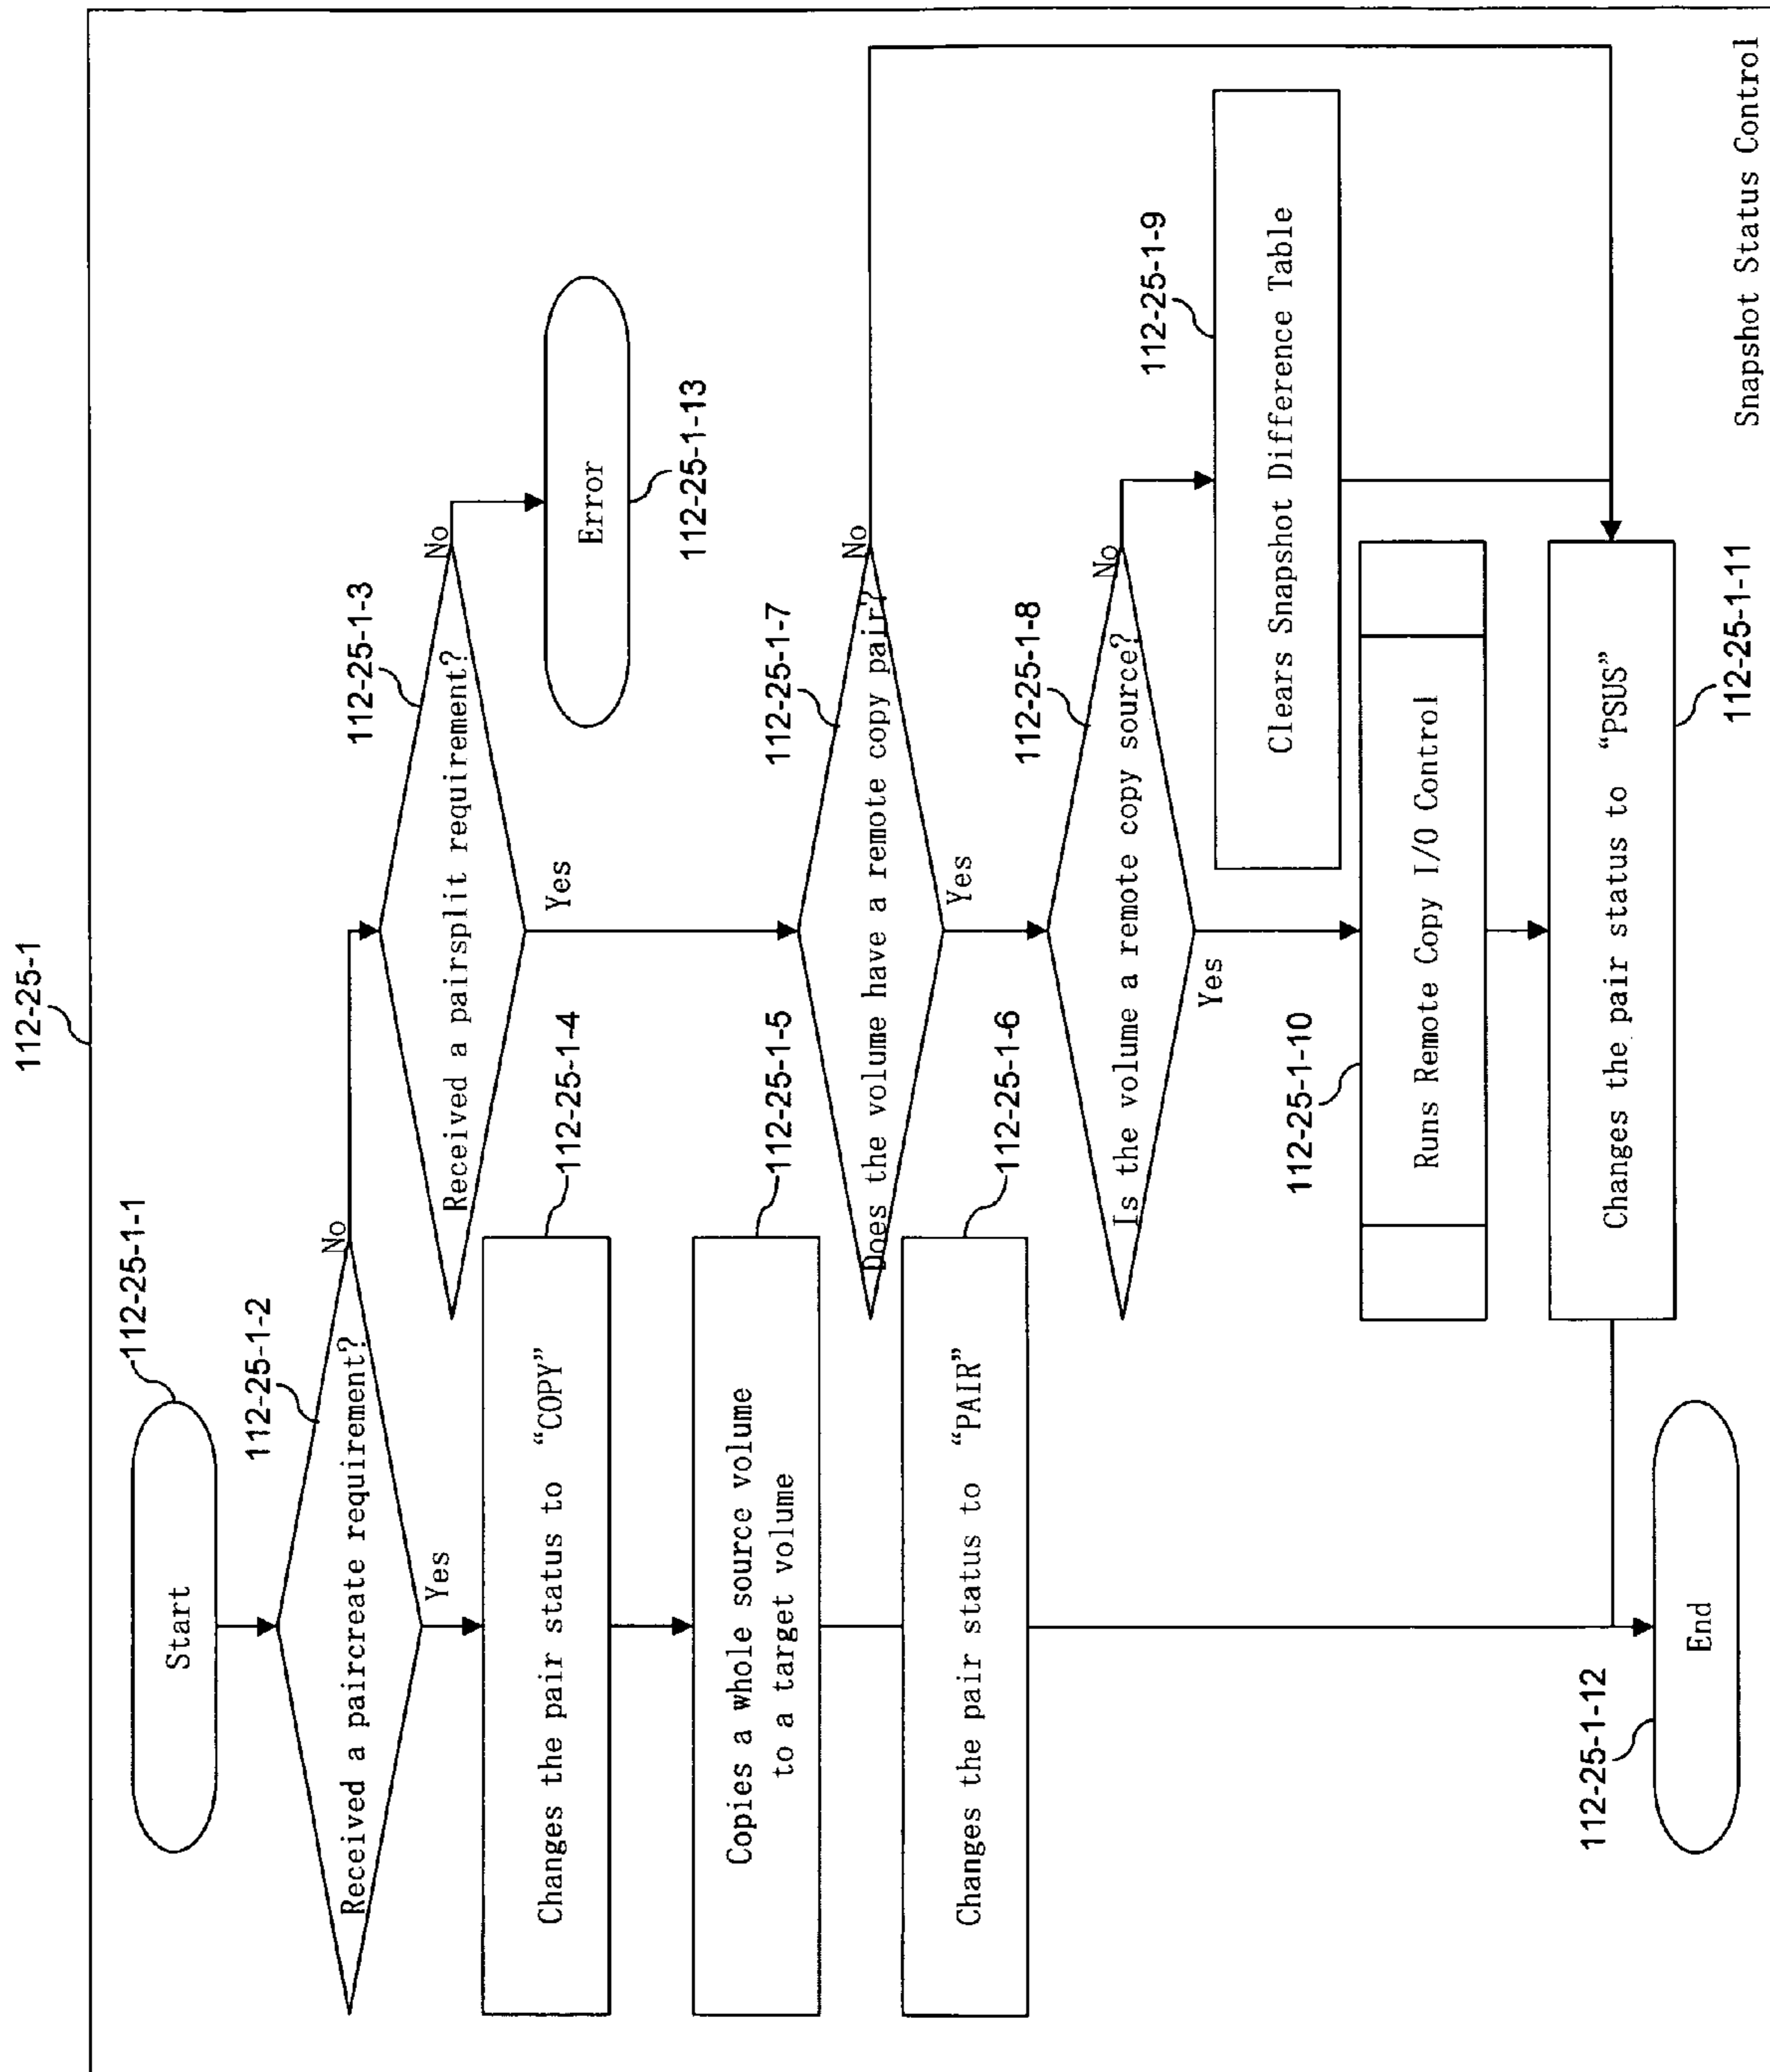 112-25-1
112-25-1-1
Start
112-25-1-2
Received a paircreate requirement?
No
Yes
112-25-1-3
Received a pairsplit requirement?
No
Yes
Error
112-25-1-13
Changes the pair status to “COPY”
112-25-1-4
Copies a whole source volume
to a target volume
112-25-1-5
Changes the pair status to “PAIR”
112-25-1-6
112-25-1-7
Does the volume have a remote copy pair?
No
Yes
112-25-1-8
Is the volume a remote copy source?
No
Yes
112-25-1-9
Clears Snapshot Difference Table
112-25-1-10
Runs Remote Copy I/O Control
Changes the pair status to “PSUS”
112-25-1-11
112-25-1-12
End
Snapshot Status Control